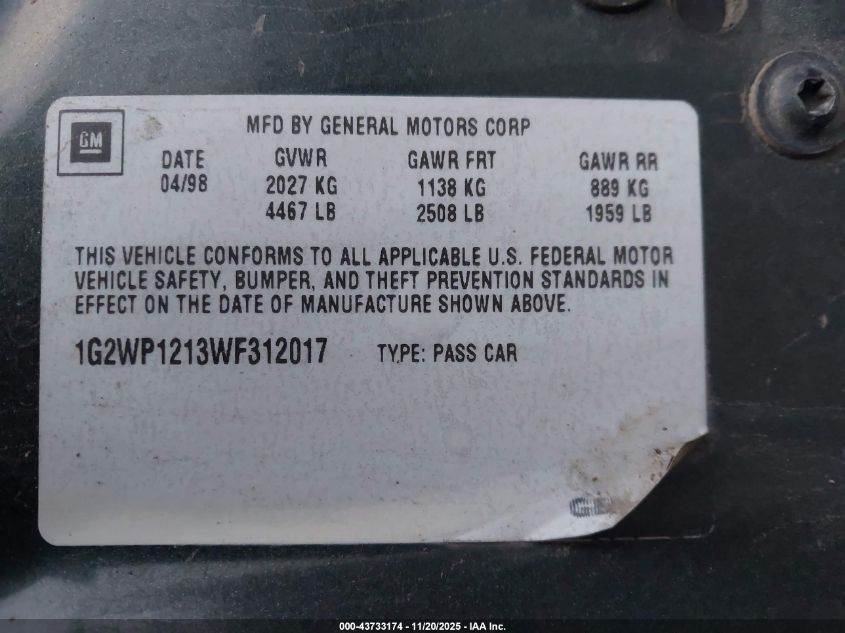 GM
MFD BY GENERAL MOTORS CORP
DATE GVWR GAWR FRT GAWR RR
04/98 2027 KG 1138 KG 889 KG
4467 LB 2508 LB 1959 LB
THIS VEHICLE CONFORMS TO ALL APPLICABLE U.S. FEDERAL MOTOR
VEHICLE SAFETY, BUMPER, AND THEFT PREVENTION STANDARDS IN
EFFECT ON THE DATE OF MANUFACTURE SHOWN ABOVE.
1G2WP1213WF312017 TYPE: PASS CAR
000-43733174 - 11/20/2025 - IAA Inc.